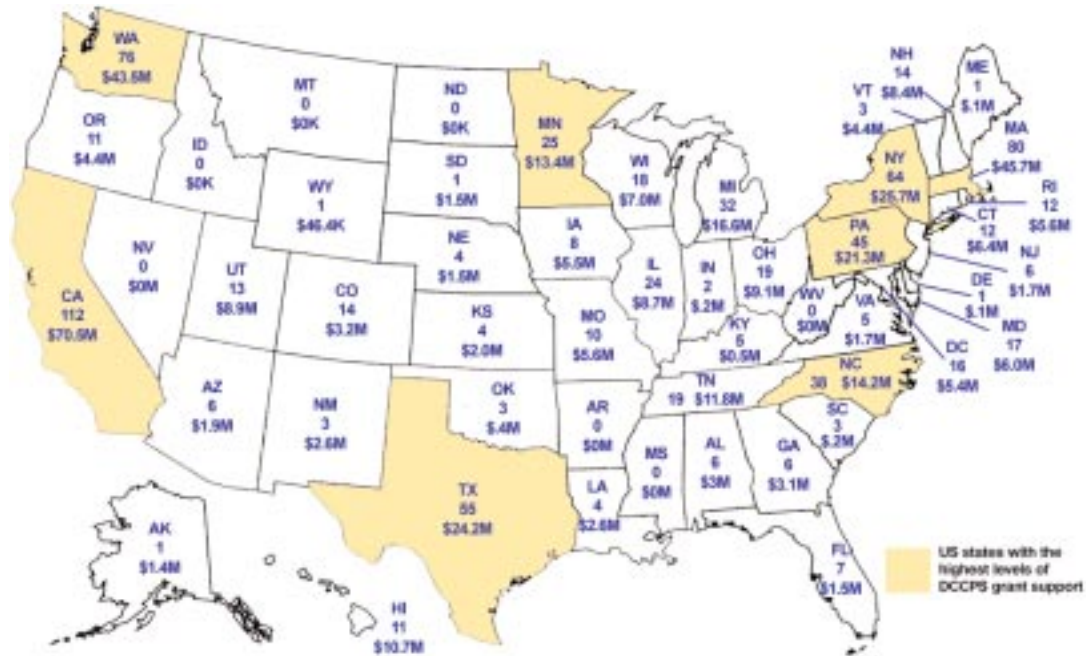 WA
76
$43.5M
OR
11
$4.4M
CA
112
$70.5M
ID
0
$0K
NV
0
$0M
MT
0
$0K
WY
1
$46.4K
UT
13
$8.9M
AZ
6
$1.9M
CO
14
$3.2M
NM
3
$2.6M
ND
0
$0K
SD
1
$1.5M
NE
4
$1.5M
KS
4
$2.0M
OK
3
$.4M
TX
55
$24.2M
MN
25
$13.4M
IA
8
$5.5M
MO
10
$5.6M
AR
0
$0M
LA
4
$2.6M
WI
18
$7.0M
IL
24
$8.7M
MI
32
$16.6M
IN
2
$.2M
OH
19
$9.1M
KY
5
$0.5M
TN
19 $11.8M
MS
0
$0M
AL
6
$3M
GA
6
$3.1M
FL
7
$1.5M
SC
3
$.2M
NC
38 $14.2M
VA
5
$1.7M
WV
0
$0M
PA
45
$21.3M
NY
64
$25.7M
VT
3
$4.4M
NH
14
$8.4M
ME
1
$.1M
MA
80
$45.7M
RI
12
$5.6M
CT
12
$6.4M
NJ
6
$1.7M
DE
1
$.1M
MD
17
$6.0M
DC
16
$5.4M
AK
1
$1.4M
HI
11
$10.7M
US states with the
highest levels of
DCCPS grant support